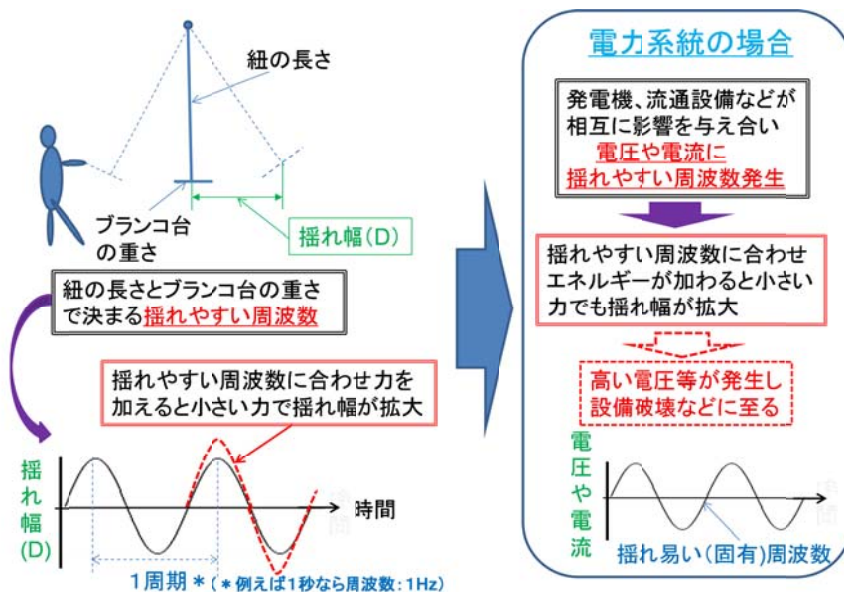 紐の長さ
ブランコ台
の重さ
揺れ幅(D)
紐の長さとブランコ台の重さ
で決まる揺れやすい周波数
揺れやすい周波数に合わせ力を
加えると小さい力で揺れ幅が拡大
揺れ幅(D)
時間
1周期*(*例えば1秒なら周波数:1Hz)
電力系統の場合
発電機、流通設備などが
相互に影響を与え合い
電圧や電流に
揺れやすい周波数発生
揺れやすい周波数に合わせ
エネルギーが加わると小さい
力でも揺れ幅が拡大
高い電圧等が発生し
設備破壊などに至る
電圧や電流
揺れ易い(固有)周波数